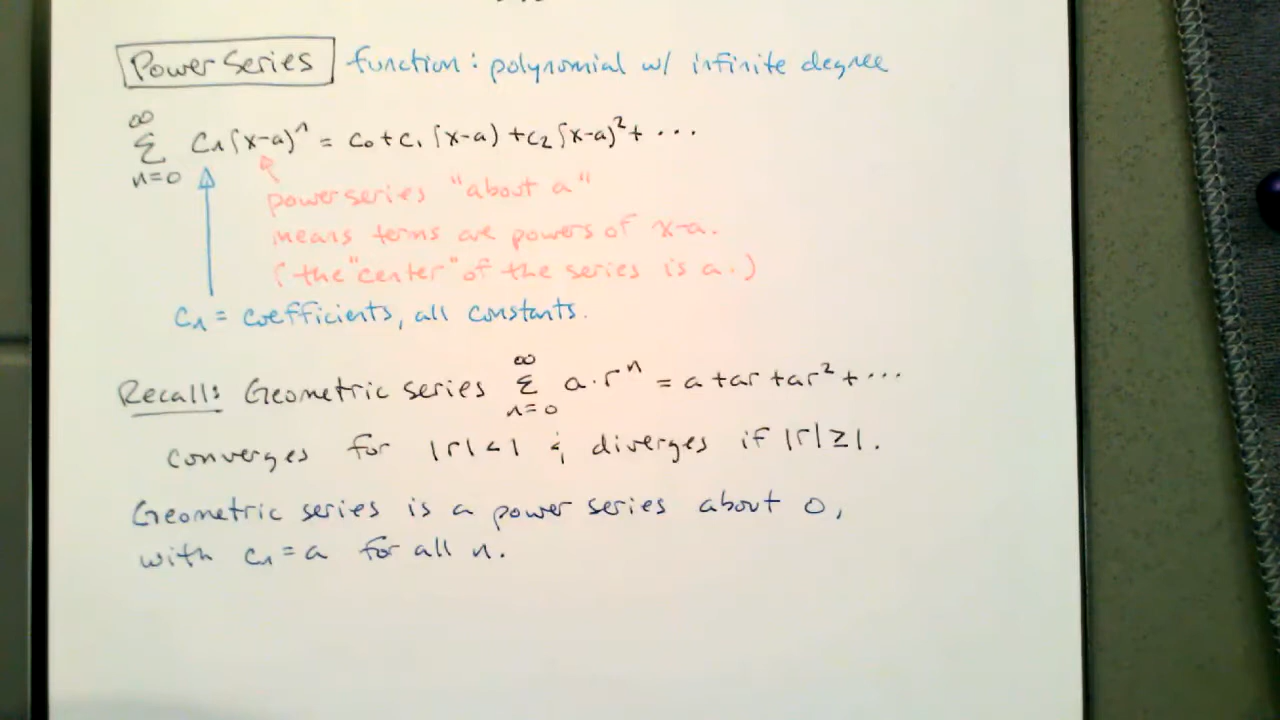 Power Series function: polynomial w/ infinite degree
∞
Σ cₙ(x-a)ⁿ = c₀ + c₁(x-a) + c₂(x-a)² + ···
n=0
power series "about a"
means terms are powers of x-a.
(the "center" of the series is a.)
cₙ = coefficients, all constants.
∞
Recall: Geometric series Σ a·rⁿ = a + ar + ar² + ···
n=0
converges for |r|<1 & diverges if |r|≥1.
Geometric series is a power series about 0,
with cₙ = a for all n.